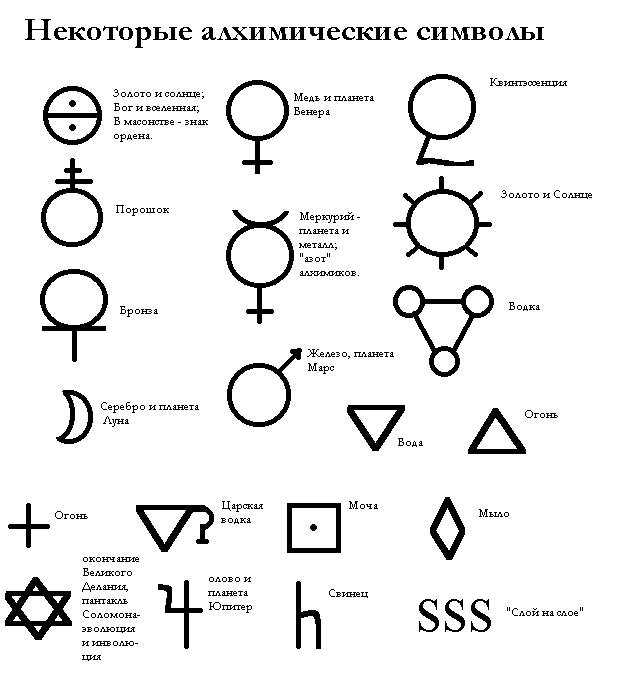 Некоторые алхимические символы
Золото и солнце;
Бог и вселенная;
В масонстве - знак
ордена.
Медь и планета
Венера
Квинтэссенция
Порошок
Меркурий -
планета и
металл;
"азот"
алхимиков.
Золото и Солнце
Бронза
Водка
Железо, планета
Марс
Серебро и планета
Луна
Вода
Огонь
Огонь
Царская
водка
Моча
Мыло
окончание
Великого
Делания,
пантакль
Соломона-
эволюция
и инволю-
ция
олово и
планета
Юпитер
Свинец
SSS
"Слой на слое"